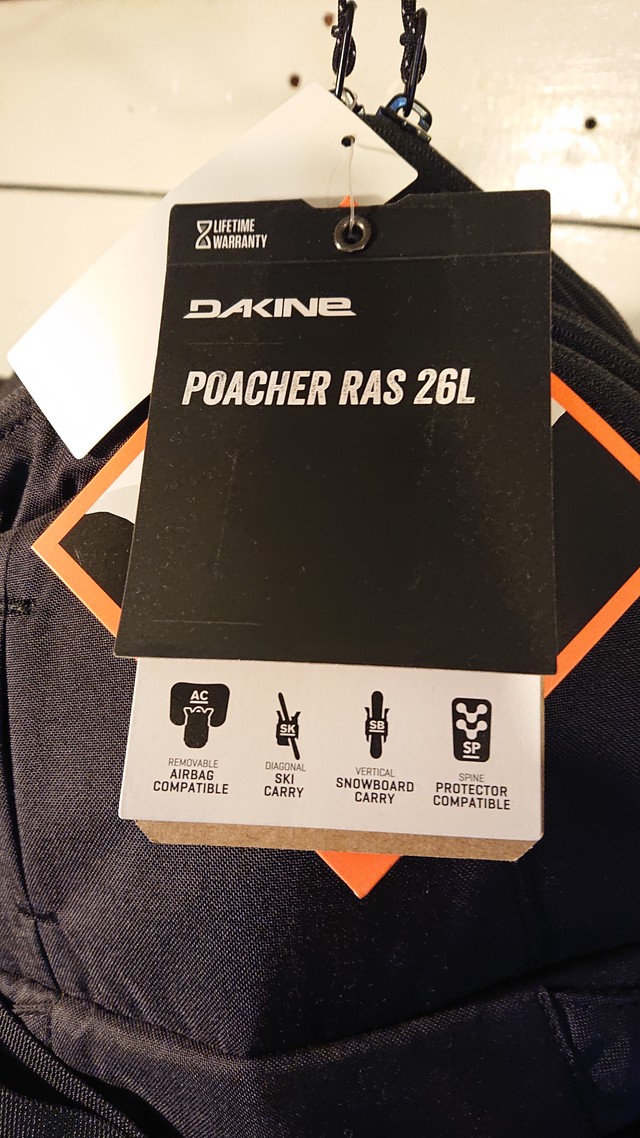 LIFETIME
WARRANTY
DAKINE
POACHER RAS 26L
AC
SK
SB
SP
REMOVABLE
AIRBAG
COMPATIBLE
DIAGONAL
SKI
CARRY
VERTICAL
SNOWBOARD
CARRY
SPINE
PROTECTOR
COMPATIBLE